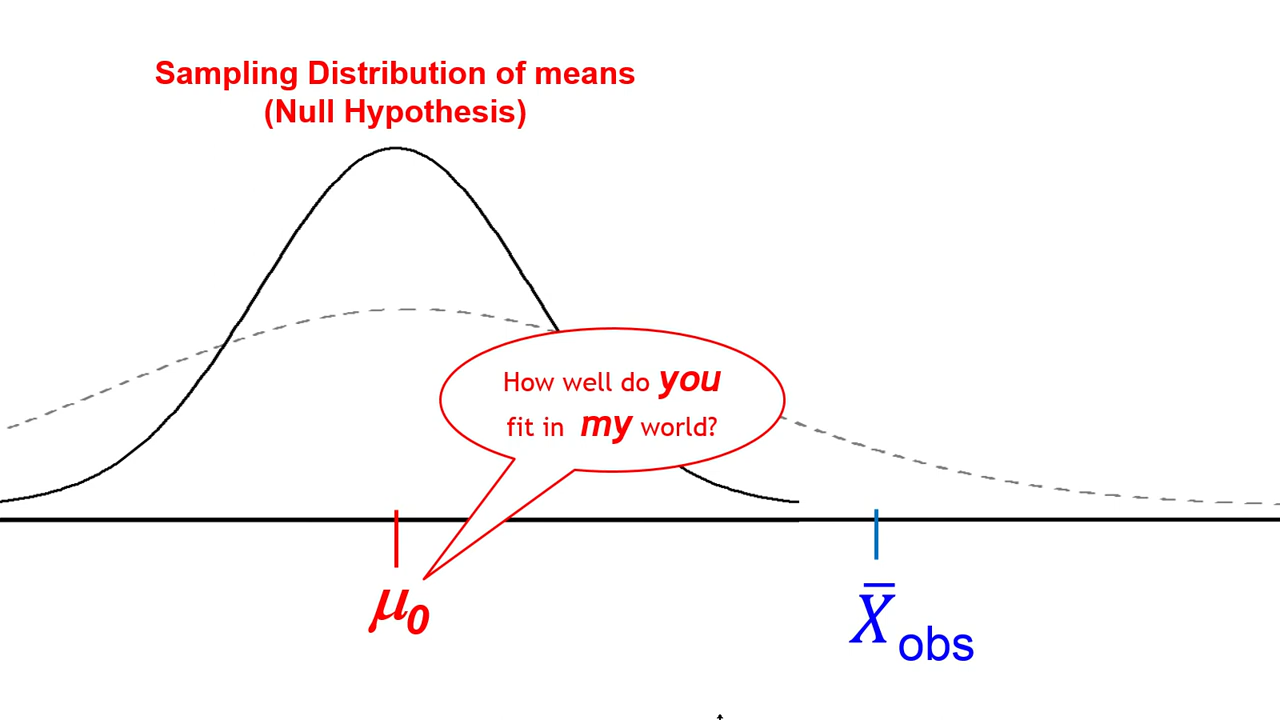 Sampling Distribution of means
(Null Hypothesis)
How well do you
fit in my world?
μ0
X̅obs